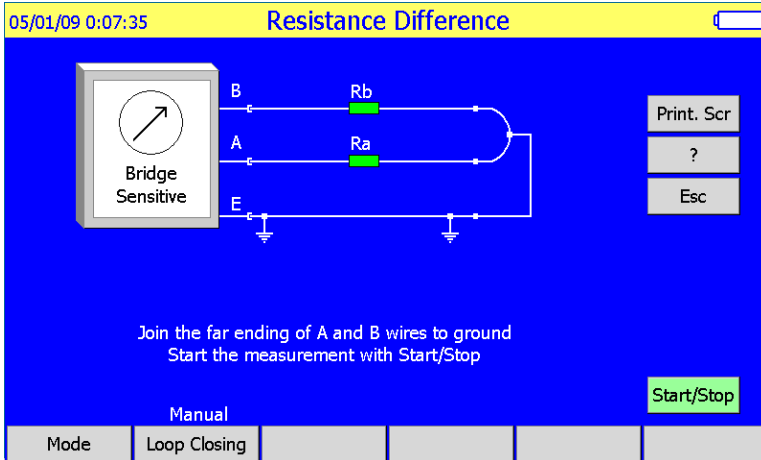 05/01/09 0:07:35 Resistance Difference
B Rb
Print. Scr
A Ra
?
Bridge
Sensitive
Esc
E
Join the far ending of A and B wires to ground
Start the measurement with Start/Stop
Start/Stop
Manual
Mode Loop Closing